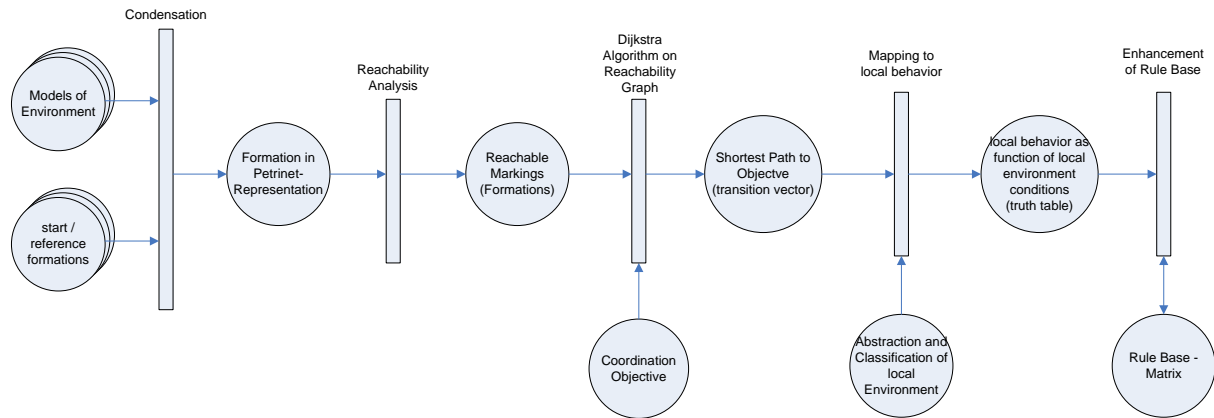 Condensation
Models of
Environment
start /
reference
formations
Formation in
Petrinet-
Representation
Reachability
Analysis
Reachable
Markings
(Formations)
Dijkstra
Algorithm on
Reachability
Graph
Coordination
Objective
Shortest Path to
Objectve
(transition vector)
Mapping to
local behavior
Abstraction and
Classification of
local
Environment
local behavior as
function of local
environment
conditions
(truth table)
Enhancement
of Rule Base
Rule Base -
Matrix